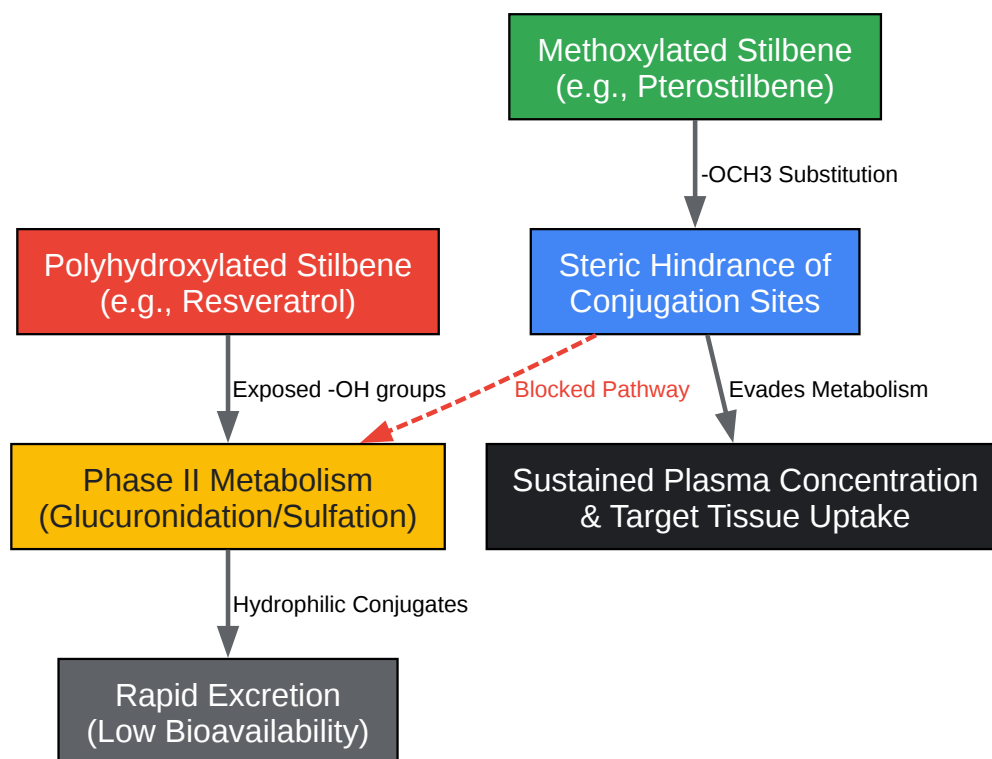 Methoxylated Stilbene
(e.g., Pterostilbene)
-OCH3 Substitution
Polyhydroxylated Stilbene
(e.g., Resveratrol)
Steric Hindrance of
Conjugation Sites
Exposed -OH groups
Blocked Pathway
Evades Metabolism
Phase II Metabolism
(Glucuronidation/Sulfation)
Sustained Plasma Concentration
& Target Tissue Uptake
Hydrophilic Conjugates
Rapid Excretion
(Low Bioavailability)